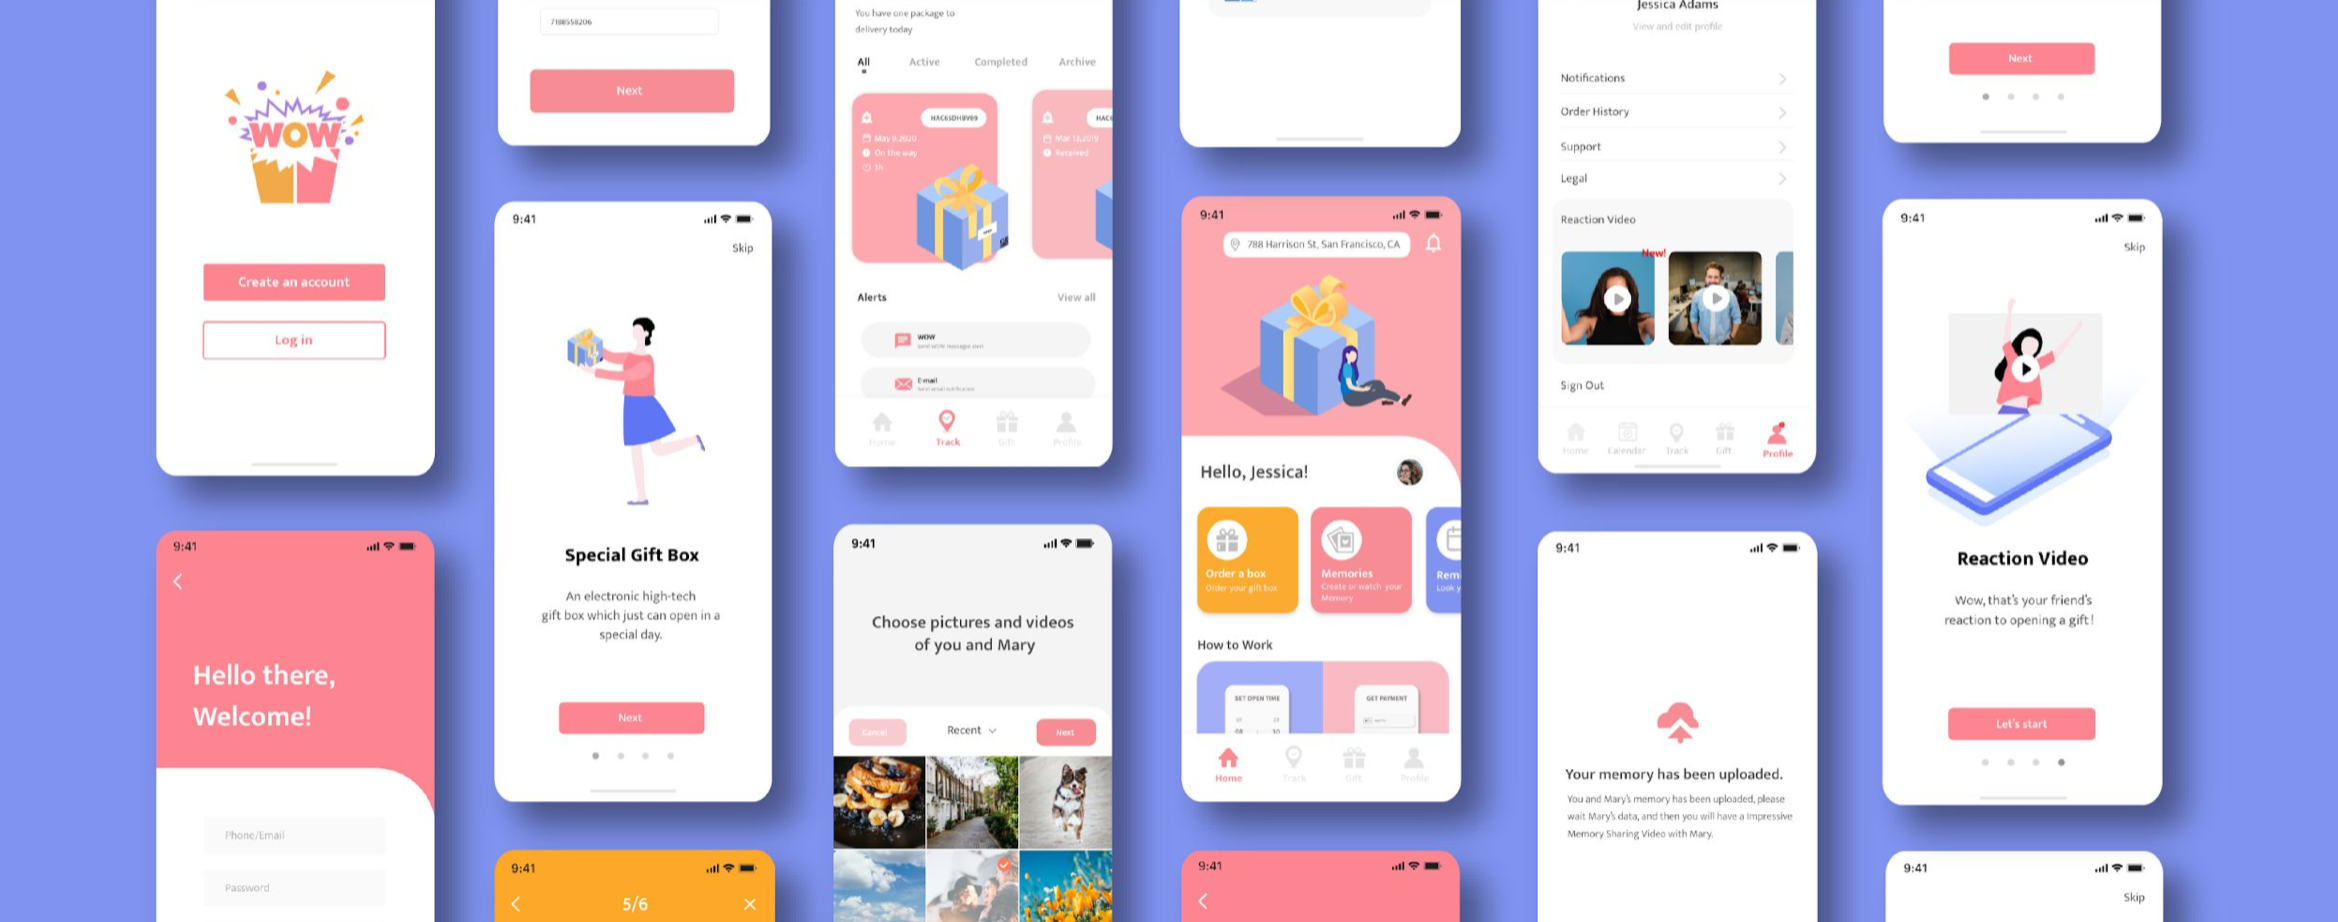 WOW
Create an account
Log in
9:41
Hello there,
Welcome!
Phone/Email
Password
7188558206
Next
9:41
Skip
Special Gift Box
An electronic high-tech
gift box which just can open in a
special day.
Next
9:41
5/6
You have one package to
delivery today
All Active Completed Archive
HAC6SDHBV69
May 9,2020
On the way
1h
Mar 13,2019
Received
Alerts View all
WOW
E-mail
Home Track Gift Profile
9:41
Choose pictures and videos
of you and Mary
Cancel Recent Next
9:41
788 Harrison St, San Francisco, CA
Hello, Jessica!
Order a box
Order your gift box
Memories
Create or watch your
Memory
How to Work
SET OPEN TIME
GET PAYMENT
Home Track Gift Profile
9:41
Jessica Adams
View and edit profile
Notifications
Order History
Support
Legal
Reaction Video
New!
Sign Out
Home Calendar Track Gift Profile
9:41
Your memory has been uploaded.
You and Mary's memory has been uploaded, please
wait Mary's data, and then you will have a Impressive
Memory Sharing Video with Mary.
Next
9:41
Skip
Reaction Video
Wow, that's your friend's
reaction to opening a gift!
Let's start
9:41
Skip